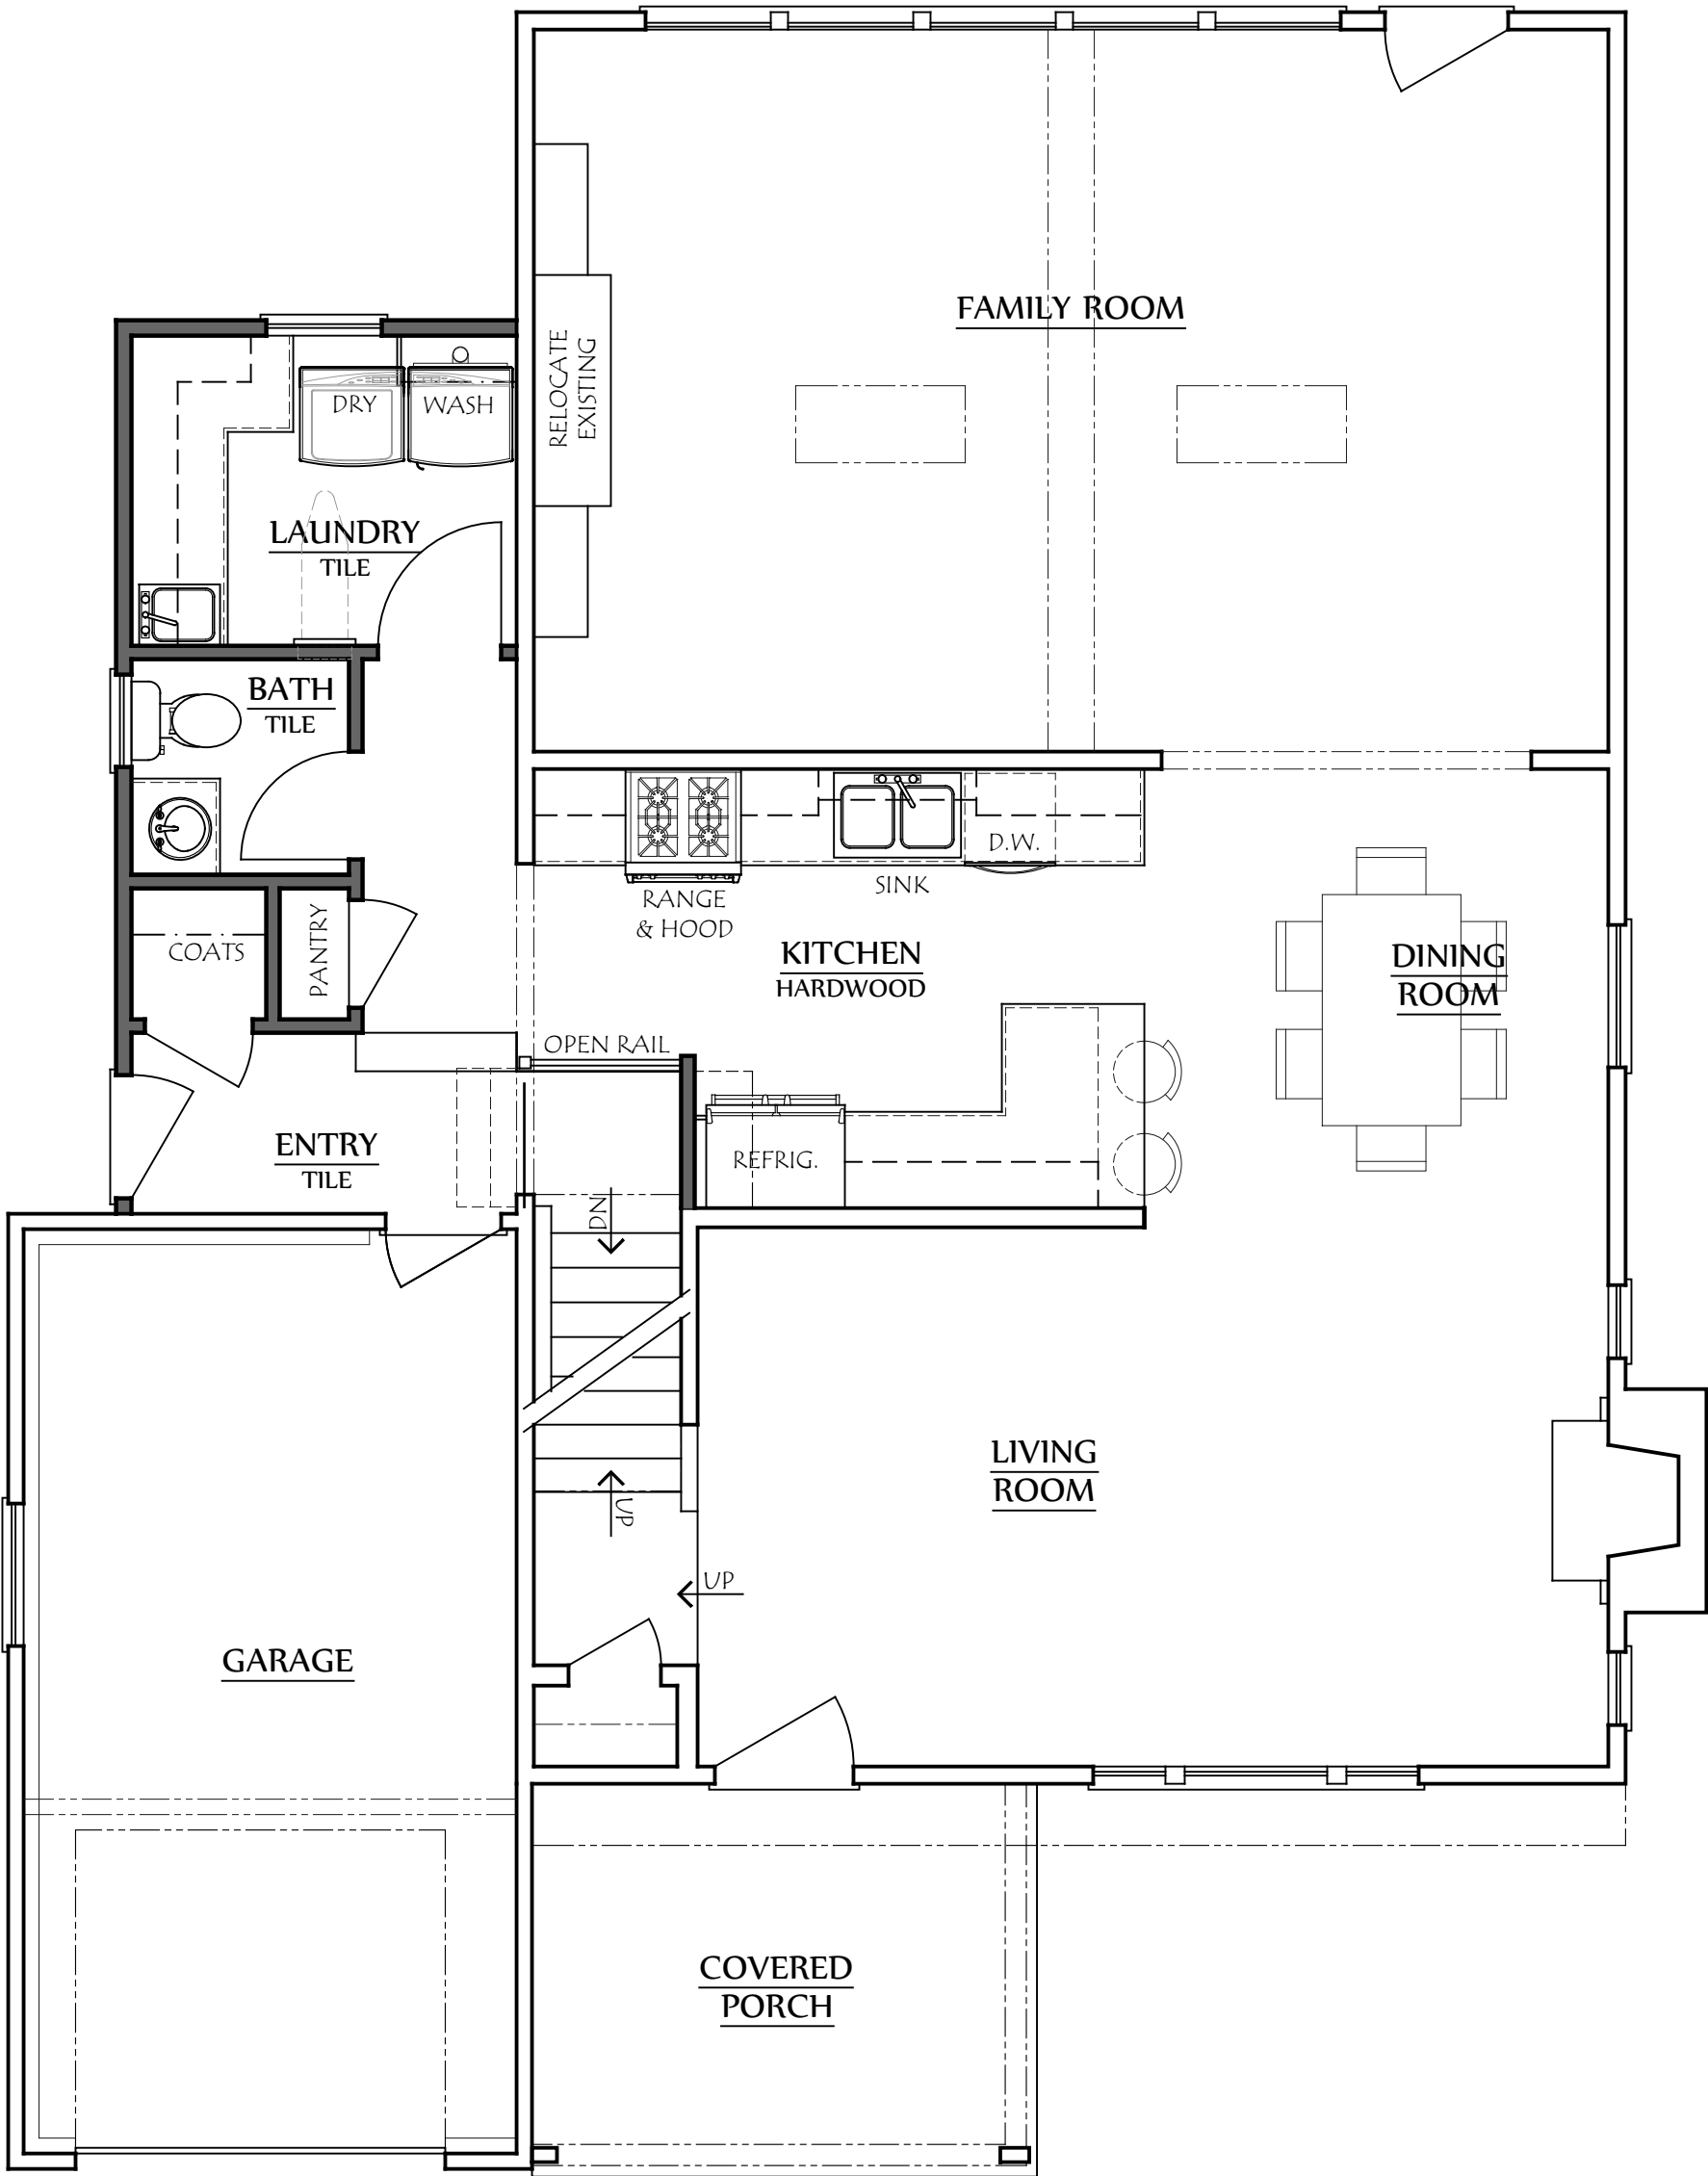 FAMILY ROOM
RELOCATE
EXISTING
DRY
WASH
LAUNDRY
TILE
BATH
TILE
D.W.
SINK
RANGE
& HOOD
COATS
PANTRY
KITCHEN
HARDWOOD
DINING
ROOM
OPEN RAIL
ENTRY
TILE
REFRIG.
DN
LIVING
ROOM
UP
UP
GARAGE
COVERED
PORCH